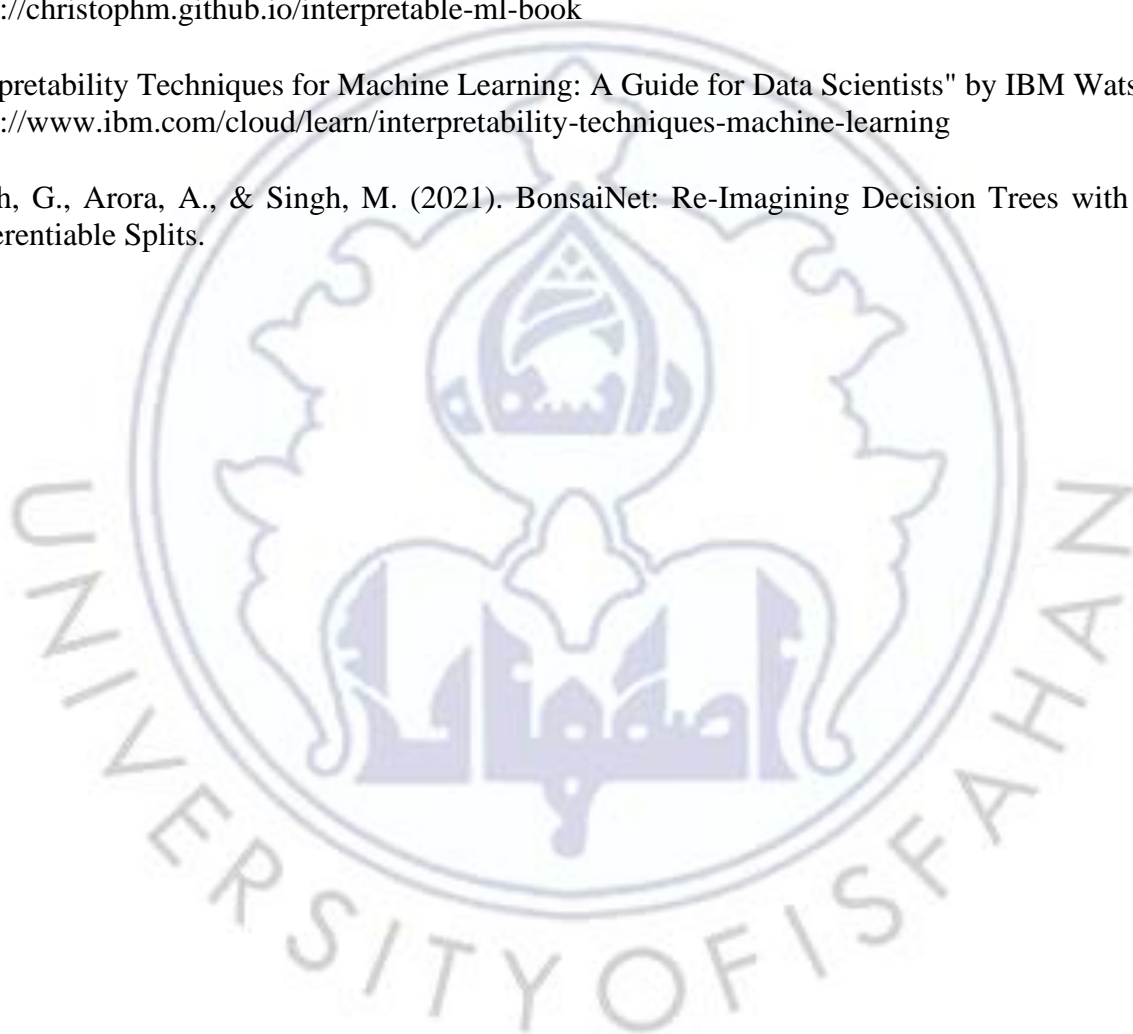 ://christophm.github.io/interpretable-ml-book
pretability Techniques for Machine Learning: A Guide for Data Scientists" by IBM Wats
://www.ibm.com/cloud/learn/interpretability-techniques-machine-learning
h, G., Arora, A., & Singh, M. (2021). BonsaiNet: Re-Imagining Decision Trees with
erentiable Splits.
دانشگاه
اصفهان
UNIVERSITY OF ISFAHAN